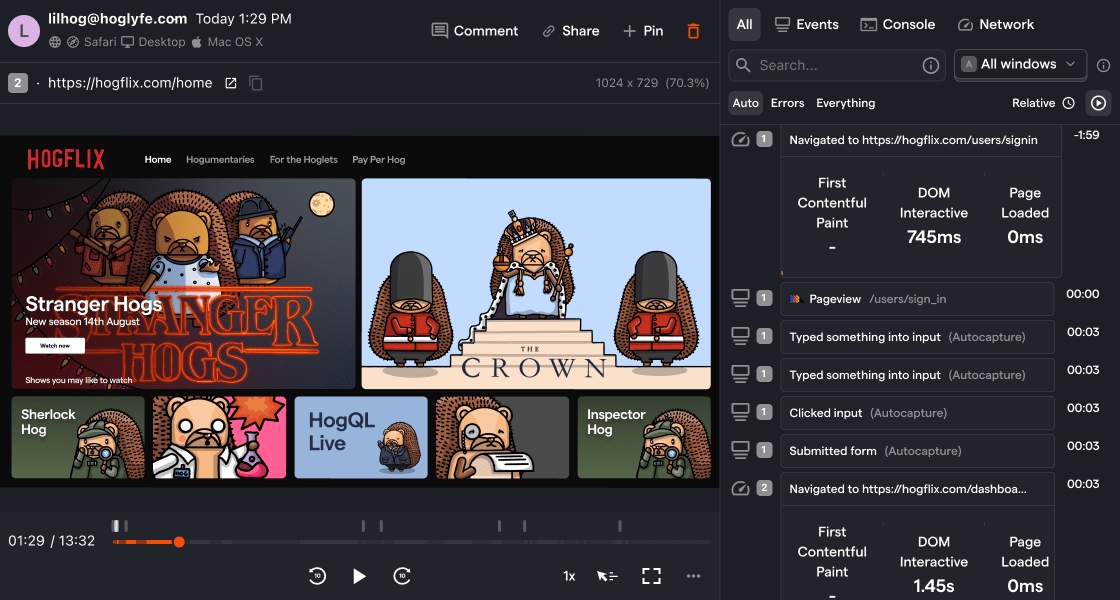 L
lilhog@hoglyfe.com Today 1:29 PM
Safari Desktop Mac OS X
Comment Share Pin
2 · https://hogflix.com/home
1024 x 729 (70.3%)
HOGFLIX
Home Hogumentaries For the Hoglets Pay Per Hog
STRANGER
HOGS
Stranger Hogs
New season 14th August
Watch now
Shows you may like to watch
THE
CROWN
Sherlock
Hog
HOG
HogQL
Live
Inspector
Hog
01:29 / 13:32
10
10
1x
All Events Console Network
Search...
A All windows
Auto Errors Everything
Relative
1 Navigated to https://hogflix.com/users/signin -1:59
First
Contentful
Paint
-
DOM
Interactive
745ms
Page
Loaded
0ms
1 Pageview /users/sign_in 00:00
1 Typed something into input (Autocapture) 00:03
1 Typed something into input (Autocapture) 00:03
1 Clicked input (Autocapture) 00:03
1 Submitted form (Autocapture) 00:03
2 Navigated to https://hogflix.com/dashboa... 00:03
First
Contentful
Paint
-
DOM
Interactive
1.45s
Page
Loaded
0ms